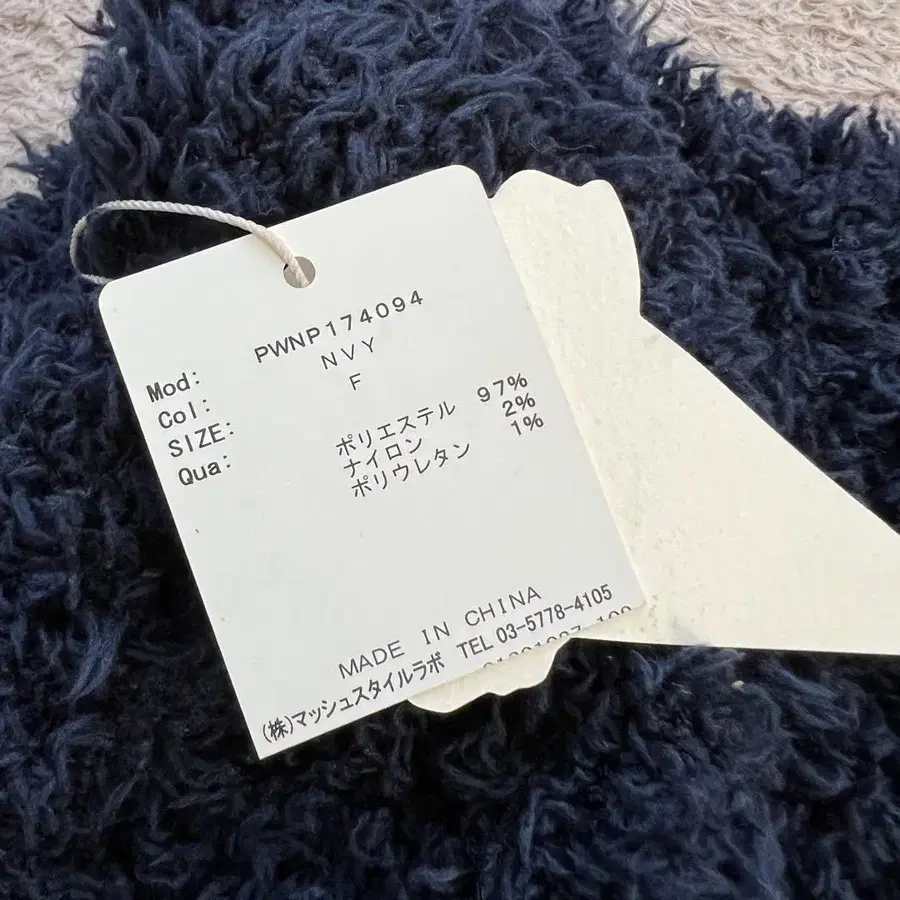 Mod: PWNP174094
Col: NVY
SIZE: F
Qua: ポリエステル 97%
ナイロン 2%
ポリウレタン 1%
MADE IN CHINA
(株)マッシュスタイルラボ TEL 03-5778-4105